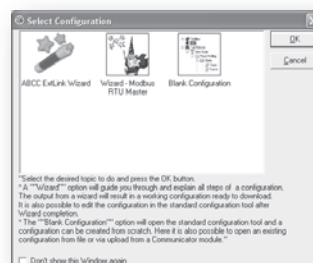 Select Configuration
OK
Cancel
ABCC ExtLink Wizard
Wizard - Modbus
RTU Master
Blank Configuration
"Select the desired topic to do and press the OK button.
* A ""Wizard"" option will guide you through and explain all steps of a configuration.
The output from a wizard will result in a working configuration ready to download.
It is also possible to edit the configuration in the standard configuration tool after
Wizard completion.
* The ""Blank Configuration"" option will open the standard configuration tool and a
configuration can be created from scratch. Here it is also possible to open an existing
configuration from file or via upload from a Communicator module."
Don't show this Window again